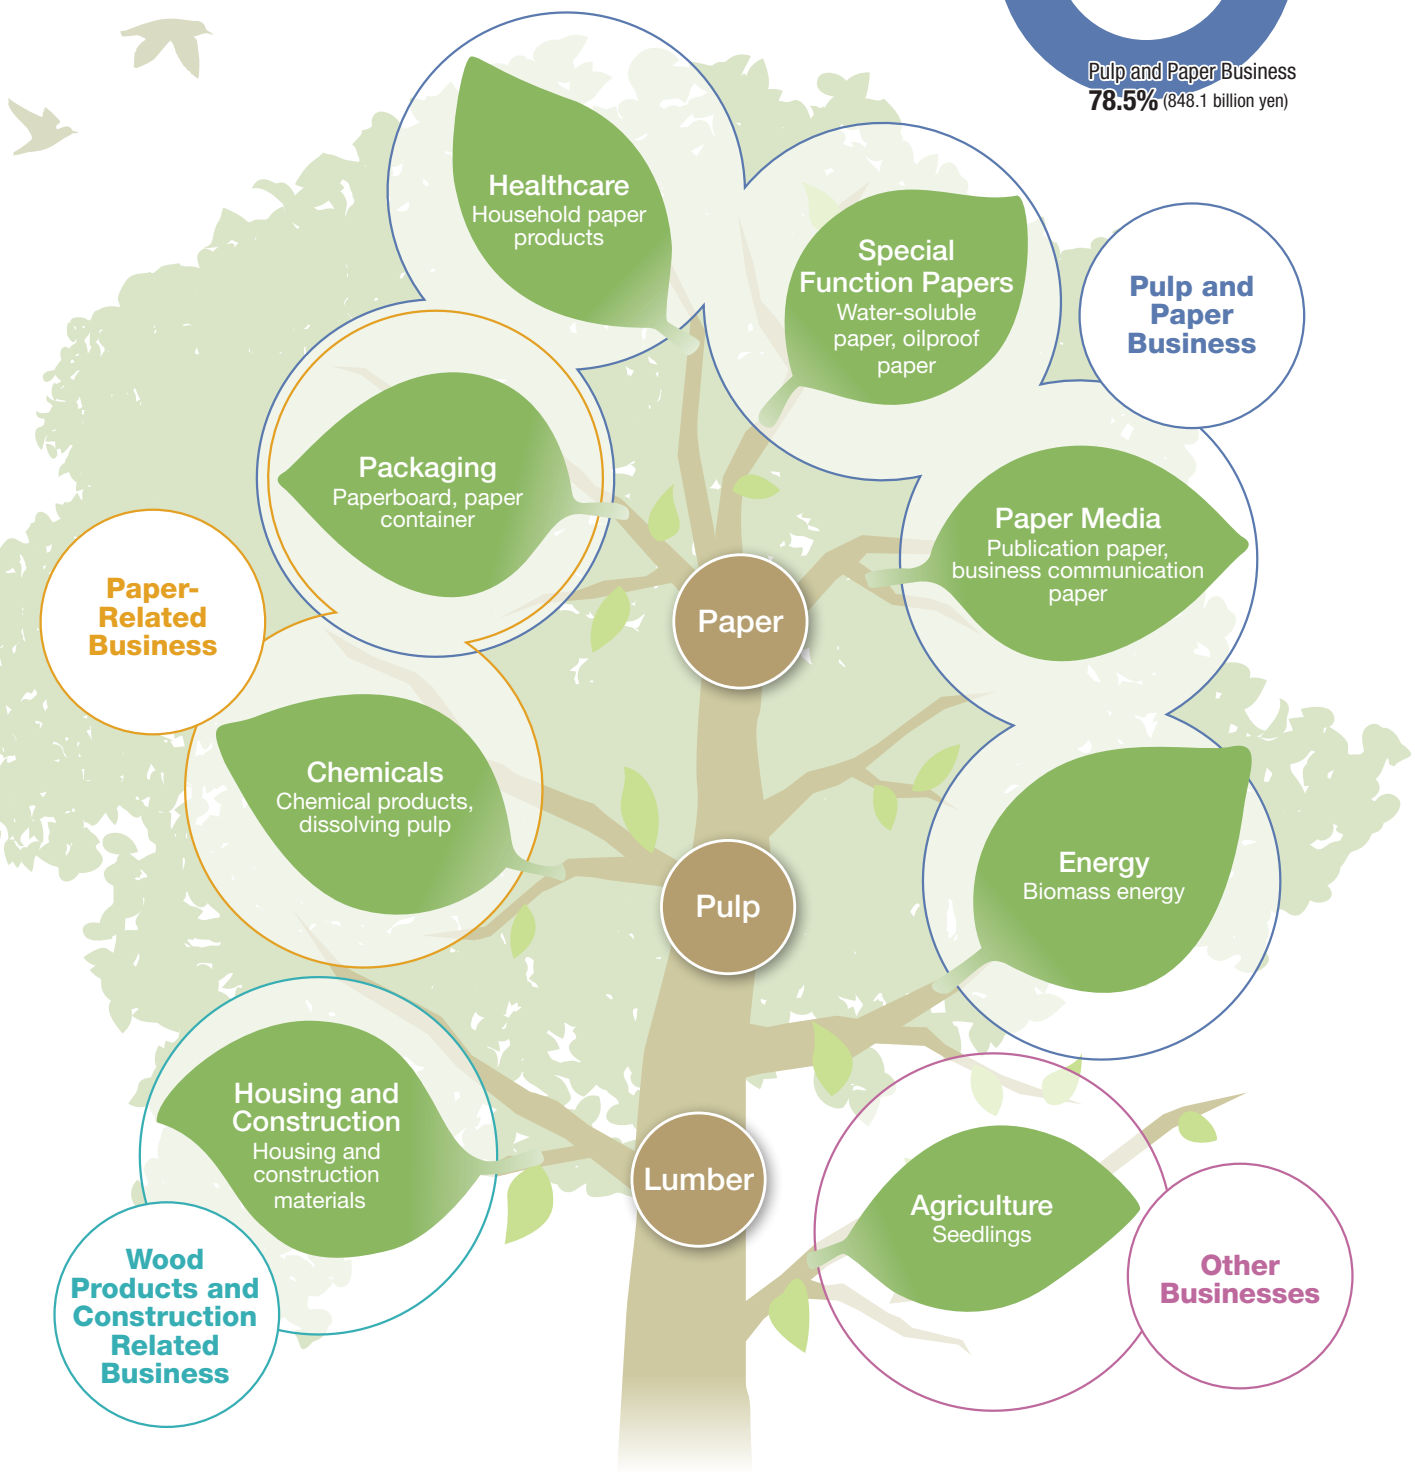 Pulp and Paper Business
78.5% (848.1 billion yen)
Healthcare
Household paper
products
Special
Function Papers
Water-soluble
paper, oilproof
paper
Pulp and
Paper
Business
Packaging
Paperboard, paper
container
Paper Media
Publication paper,
business communication
paper
Paper-
Related
Business
Paper
Chemicals
Chemical products,
dissolving pulp
Energy
Biomass energy
Pulp
Housing and
Construction
Housing and
construction
materials
Lumber
Agriculture
Seedlings
Wood
Products and
Construction
Related
Business
Other
Businesses